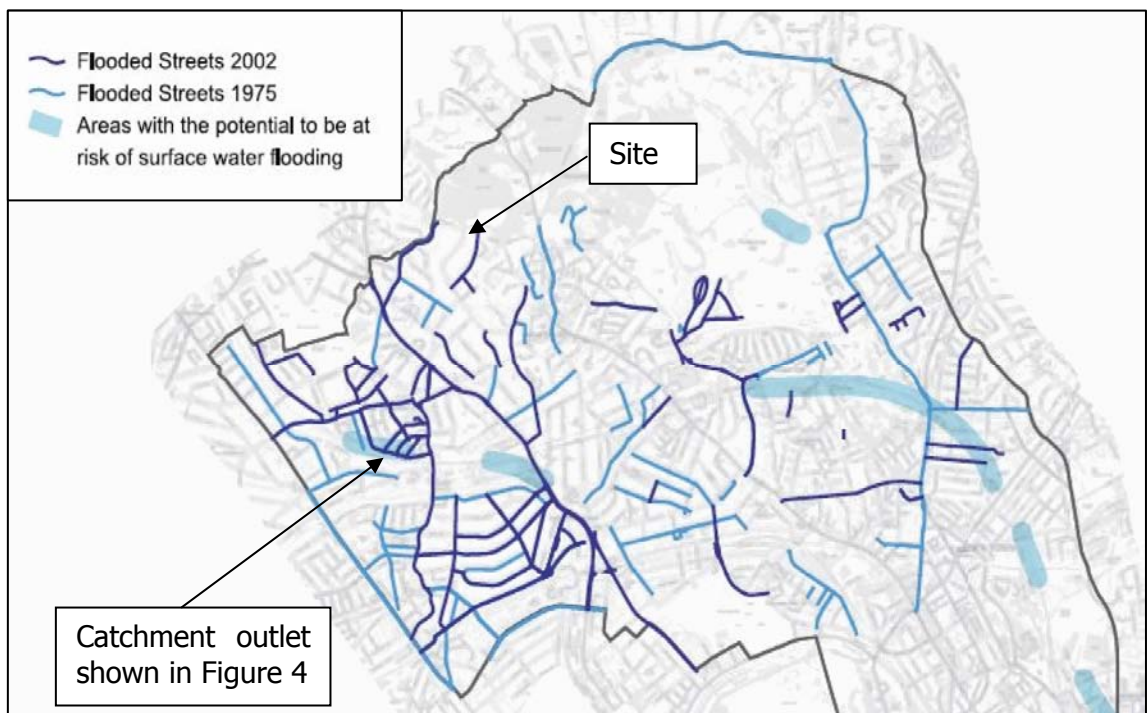 Flooded Streets 2002
Flooded Streets 1975
Areas with the potential to be at
risk of surface water flooding
Site
Catchment outlet
shown in Figure 4